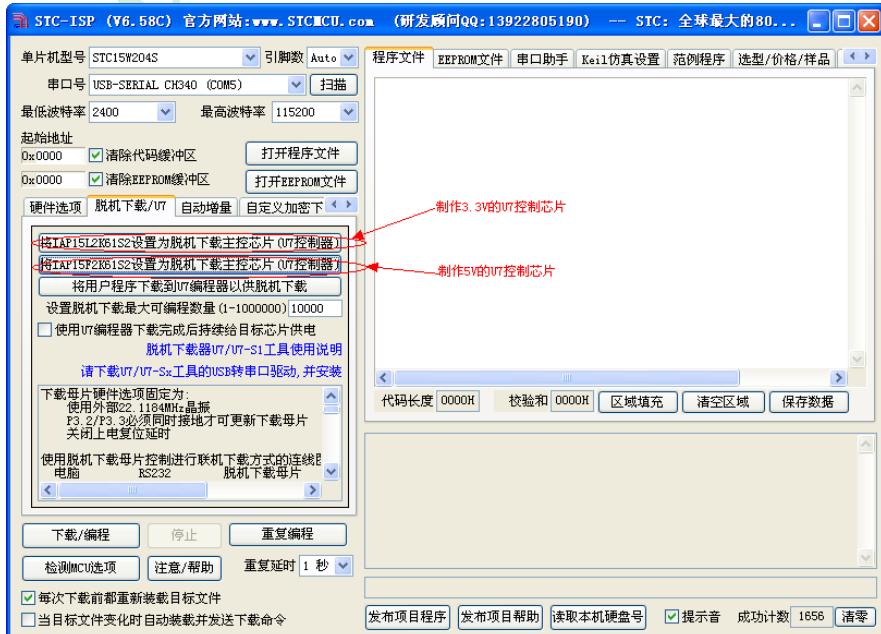 STC-ISP (V6.58C) 官方网站:www.STCMCU.com (研发顾问QQ:13922805190) -- STC: 全球最大的80...
单片机型号 STC15W204S 引脚数 Auto
串口号 USB-SERIAL CH340 (COM5) 扫描
最低波特率 2400 最高波特率 115200
起始地址
0x0000 清除代码缓冲区 打开程序文件
0x0000 清除EEPROM缓冲区 打开EEPROM文件
硬件选项 脱机下载/U7 自动增量 自定义加密下
将IAP15L2K61S2设置为脱机下载主控芯片(U7控制器)
将IAP15F2K61S2设置为脱机下载主控芯片(U7控制器)
将用户程序下载到U7编程器以供脱机下载
设置脱机下载最大可编程数量(1-1000000) 10000
使用U7编程器下载完成后持续给目标芯片供电
脱机下载器U7/U7-S1工具使用说明
请下载U7/U7-Sx工具的USB转串口驱动,并安装
下载母片硬件选项固定为:
使用外部22.1184MHz晶振
P3.2/P3.3必须同时接地才可更新下载母片
关闭上电复位延时
使用脱机下载母片控制进行联机下载方式的连线
电脑 RS232 脱机下载母片
下载/编程 停止 重复编程
检测MCU选项 注意/帮助 重复延时 1 秒
每次下载前都重新装载目标文件
当目标文件变化时自动装载并发送下载命令
程序文件 EEPROM文件 串口助手 Keil仿真设置 范例程序 选型/价格/样品
制作3.3V的U7控制芯片
制作5V的U7控制芯片
代码长度 0000H 校验和 0000H 区域填充 清空区域 保存数据
发布项目程序 发布项目帮助 读取本机硬盘号 提示音 成功计数 1656 清零